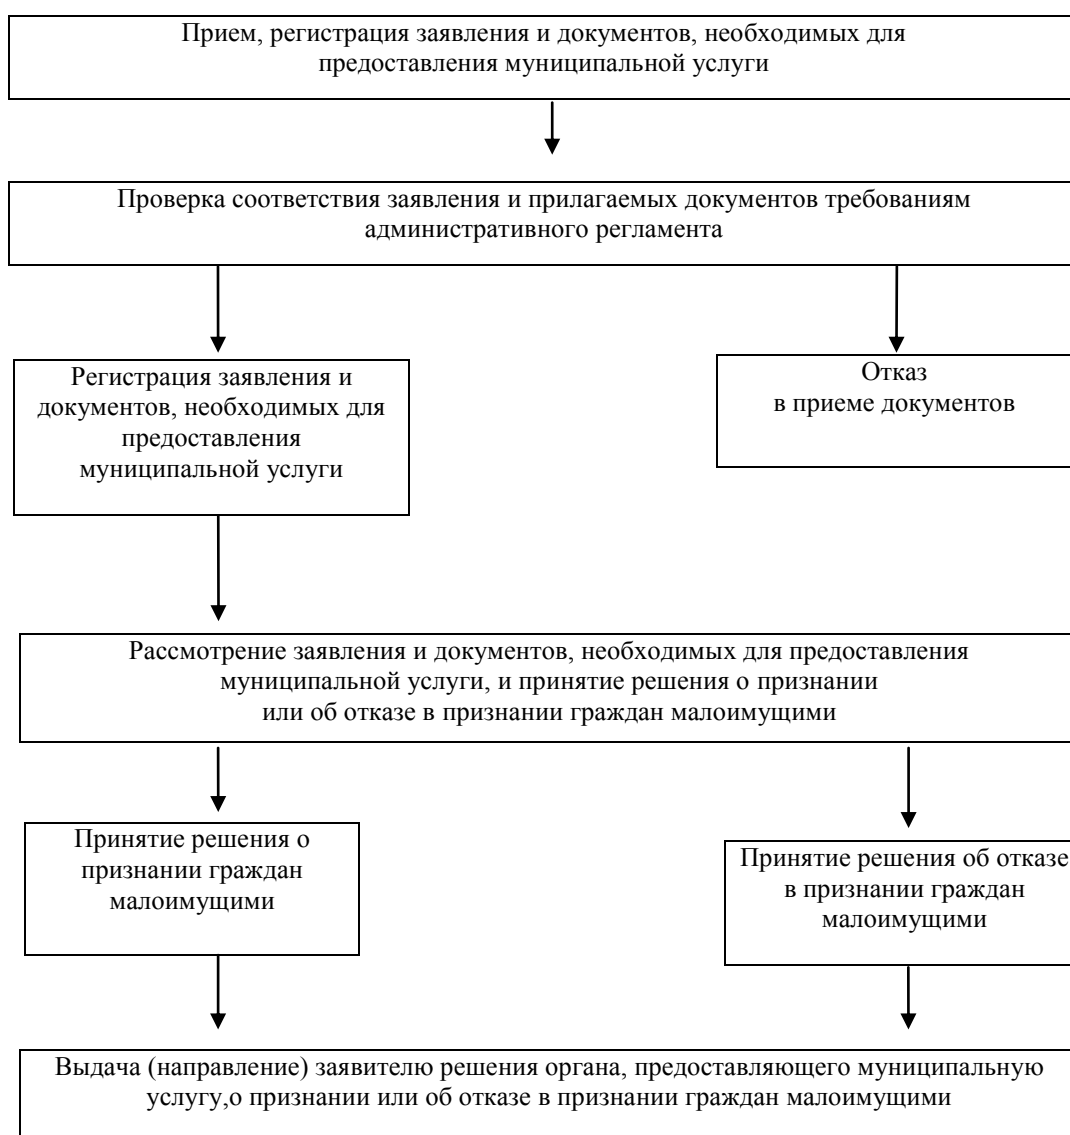 Прием, регистрация заявления и документов, необходимых для
предоставления муниципальной услуги
Проверка соответствия заявления и прилагаемых документов требованиям
административного регламента
Регистрация заявления и
документов, необходимых для
предоставления
муниципальной услуги
Отказ
в приеме документов
Рассмотрение заявления и документов, необходимых для предоставления
муниципальной услуги, и принятие решения о признании
или об отказе в признании граждан малоимущими
Принятие решения о
признании граждан
малоимущими
Принятие решения об отказе
в признании граждан
малоимущими
Выдача (направление) заявителю решения органа, предоставляющего муниципальную
услугу,о признании или об отказе в признании граждан малоимущими